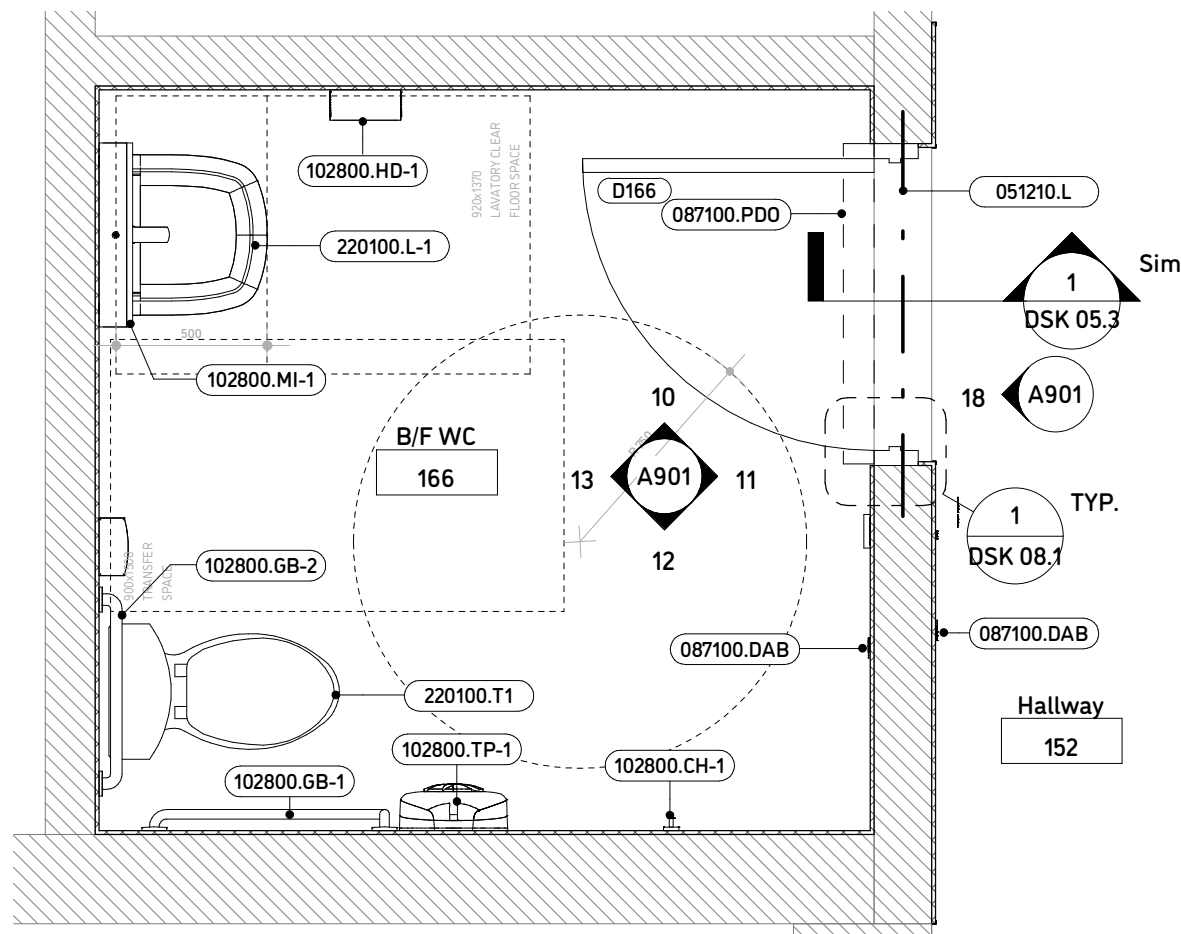 920x1370
LAVATORY CLEAR
FLOOR SPACE
102800.HD-1
D166
087100.PDO
051210.L
220100.L-1
1
DSK 05.3
Sim
500
102800.MI-1
10
18
A901
B/F WC
166
13
A901
11
12
1
DSK 08.1
TYP.
900x1500
TRANSFER
SPACE
102800.GB-2
087100.DAB
087100.DAB
220100.T1
Hallway
152
102800.TP-1
102800.CH-1
102800.GB-1